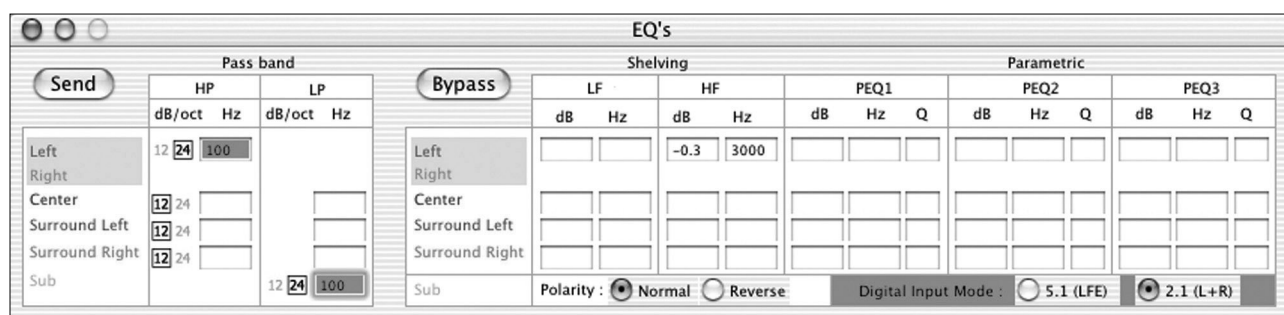 EQ's
Pass band Shelving Parametric
Send HP LP Bypass LF HF PEQ1 PEQ2 PEQ3
dB/oct Hz dB/oct Hz dB Hz dB Hz dB Hz Q dB Hz Q dB Hz Q
Left 12 24 100 Left -0.3 3000
Right Right
Center 12 24 Center
Surround Left 12 24 Surround Left
Surround Right 12 24 Surround Right
Sub 12 24 100 Sub Polarity : Normal Reverse Digital Input Mode : 5.1 (LFE) 2.1 (L+R)